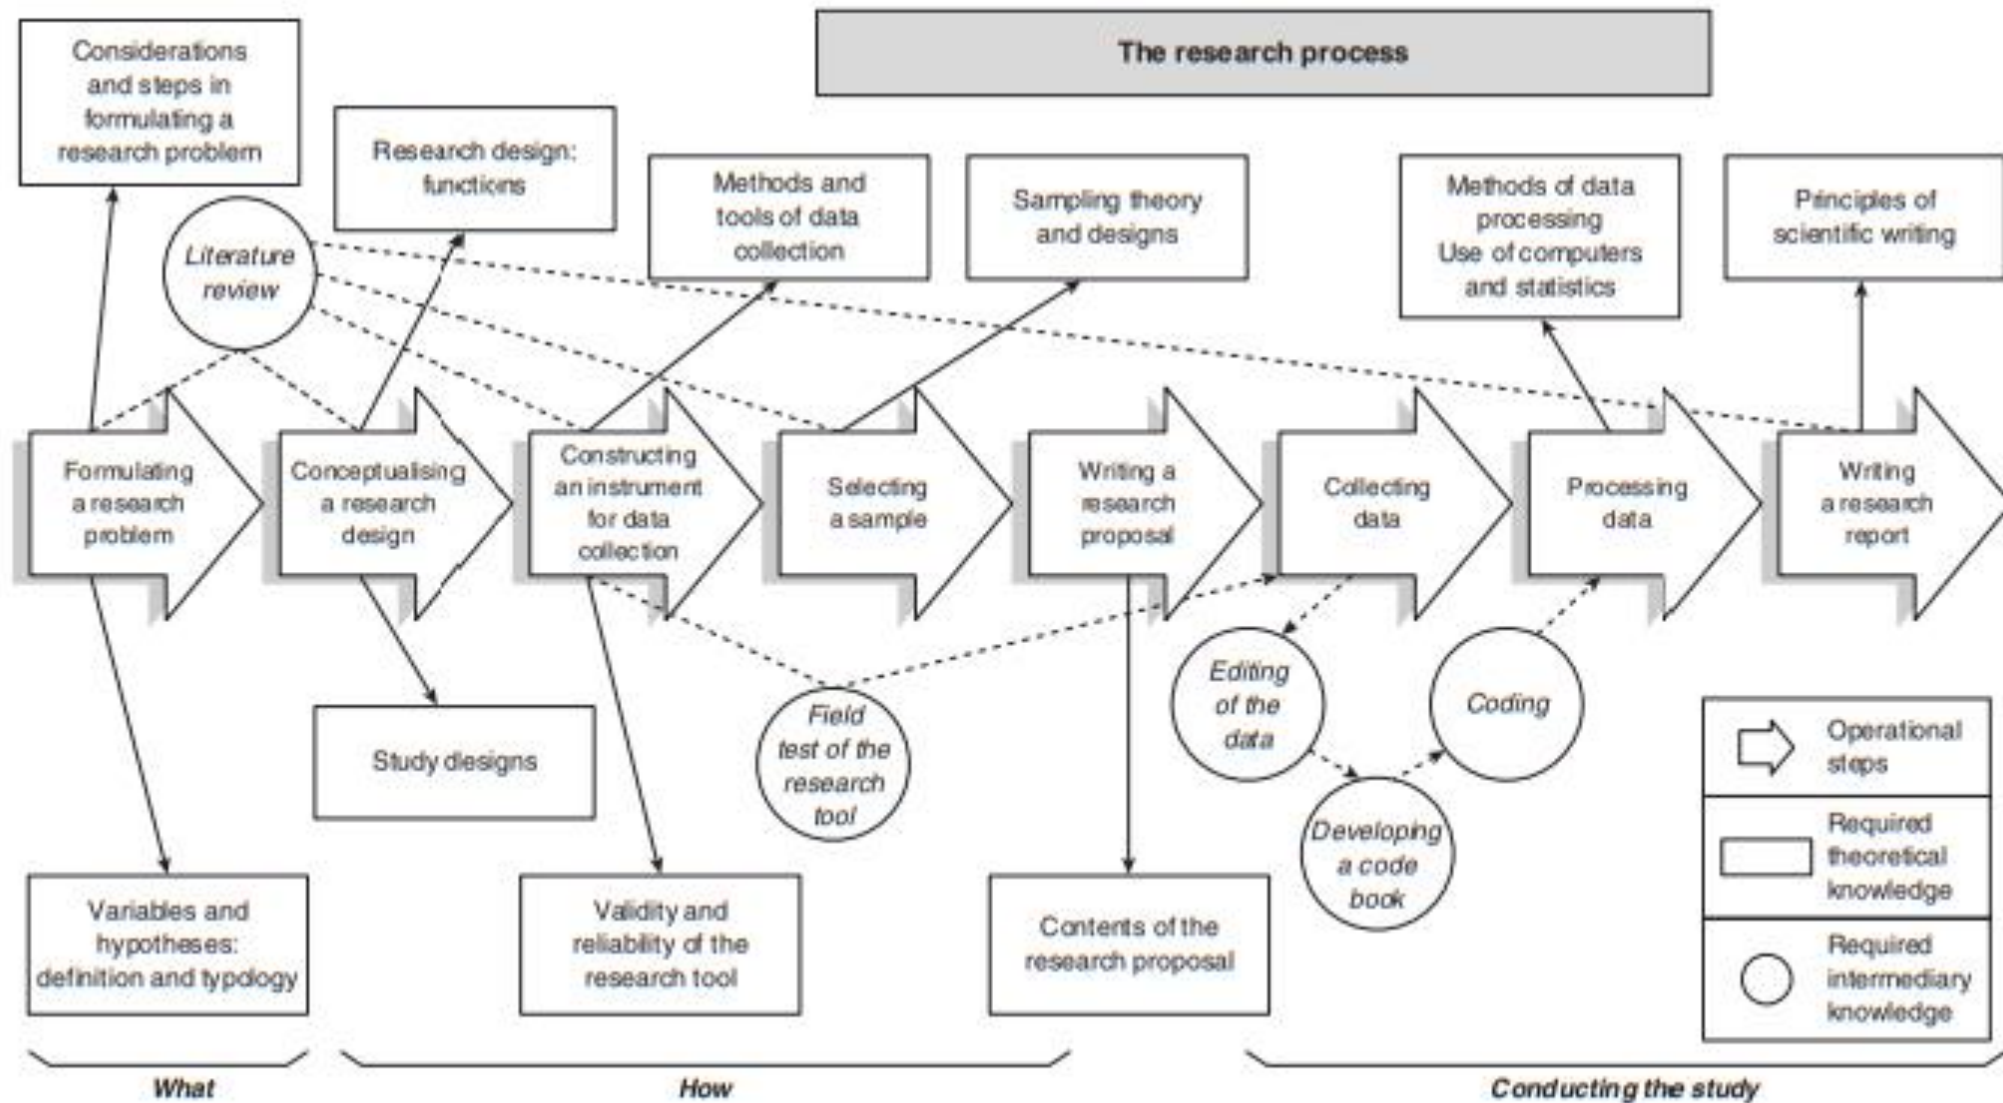 The research process
Considerations
and steps in
formulating a
research problem
Research design:
functions
Methods and
tools of data
collection
Sampling theory
and designs
Methods of data
processing
Use of computers
and statistics
Principles of
scientific writing
Literature
review
Formulating
a research
problem
Conceptualising
a research
design
Constructing
an instrument
for data
collection
Selecting
a sample
Writing a
research
proposal
Collecting
data
Processing
data
Writing
a research
report
Study designs
Field
test of the
research
tool
Editing
of the
data
Developing
a code
book
Coding
Variables and
hypotheses:
definition and typology
Validity and
reliability of the
research tool
Contents of the
research proposal
Operational
steps
Required
theoretical
knowledge
Required
intermediary
knowledge
What
How
Conducting the study